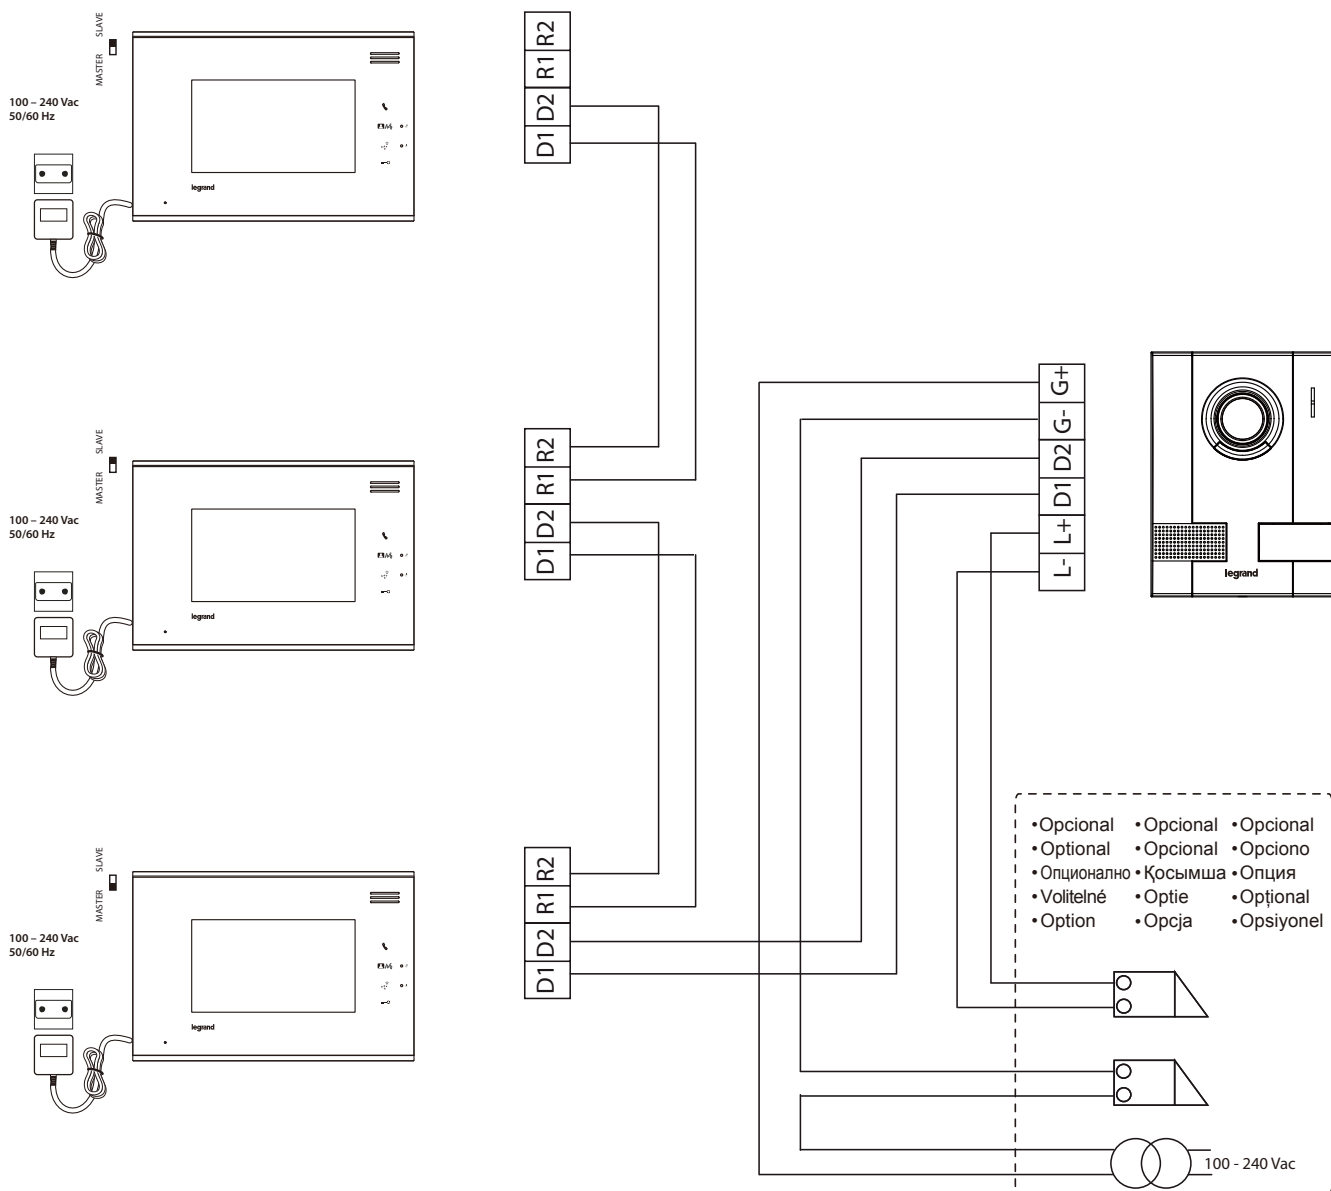 MASTER SLAVE
100 – 240 Vac
50/60 Hz
legrand
R2
R1
D2
D1
MASTER SLAVE
100 – 240 Vac
50/60 Hz
legrand
R2
R1
D2
D1
MASTER SLAVE
100 – 240 Vac
50/60 Hz
legrand
R2
R1
D2
D1
G+
G-
D2
D1
L+
L-
legrand
•Opcional •Opcional •Opcional
•Optional •Opcional •Opciono
•Опционално •Қосымша •Опция
•Volitelné •Optie •Opţional
•Option •Opcja •Opsiyonel
100 - 240 Vac